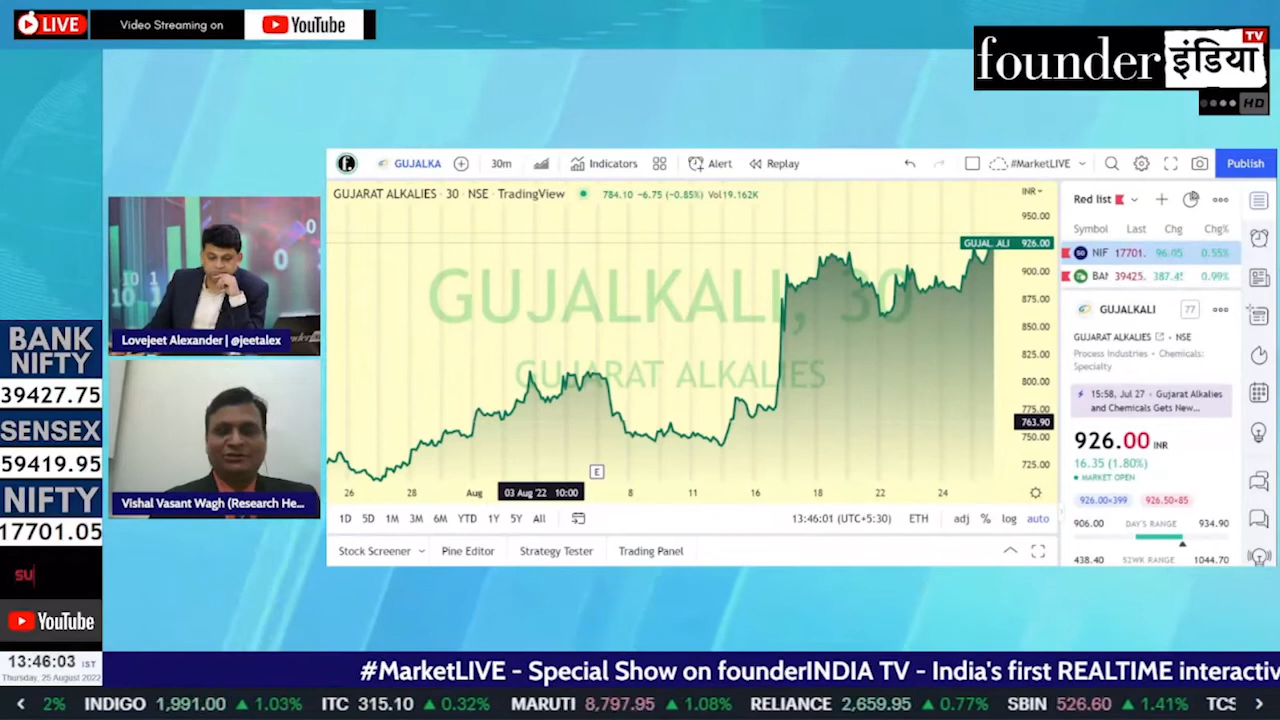 LIVE
Video Streaming on
YouTube
founder इंडिया TV
HD
GUJALKA
30m
Indicators
Alert
Replay
#MarketLIVE
Publish
GUJARAT ALKALIES · 30 · NSE · TradingView
784.10 −6.75 (−0.85%) Vol 19.162K
INR
950.00
GUJAL. ALI 926.00
900.00
875.00
850.00
825.00
800.00
775.00
763.90
750.00
725.00
GUJALKALI, 30
GUJARAT ALKALIES
E
26
28
Aug
03 Aug '22 10:00
8
11
16
18
22
24
1D 5D 1M 3M 6M YTD 1Y 5Y All
13:46:01 (UTC+5:30) ETH adj % log auto
Stock Screener
Pine Editor
Strategy Tester
Trading Panel
Red list
Symbol Last Chg Chg%
NIF 17701. 96.05 0.55%
BAN 39425. 387.45 0.99%
GUJALKALI
77
GUJARAT ALKALIES · NSE
Process Industries · Chemicals:
Specialty
15:58, Jul 27 · Gujarat Alkalies
and Chemicals Gets New...
926.00 INR
16.35 (1.80%)
MARKET OPEN
926.00×399 926.50×85
906.00 DAY'S RANGE 934.90
438.40 52WK RANGE 1044.70
Lovejeet Alexander | @jeetalex
Vishal Vasant Wagh (Research He...
BANK
NIFTY
39427.75
SENSEX
59419.95
NIFTY
17701.05
SU
YouTube
13:46:03 IST
Thursday, 25 August 2022
#MarketLIVE - Special Show on founderINDIA TV - India's first REALTIME interactiv
2% INDIGO 1,991.00 ▲ 1.03% ITC 315.10 ▲ 0.32% MARUTI 8,797.95 ▲ 1.08% RELIANCE 2,659.95 ▲ 0.77% SBIN 526.60 ▲ 1.41% TCS